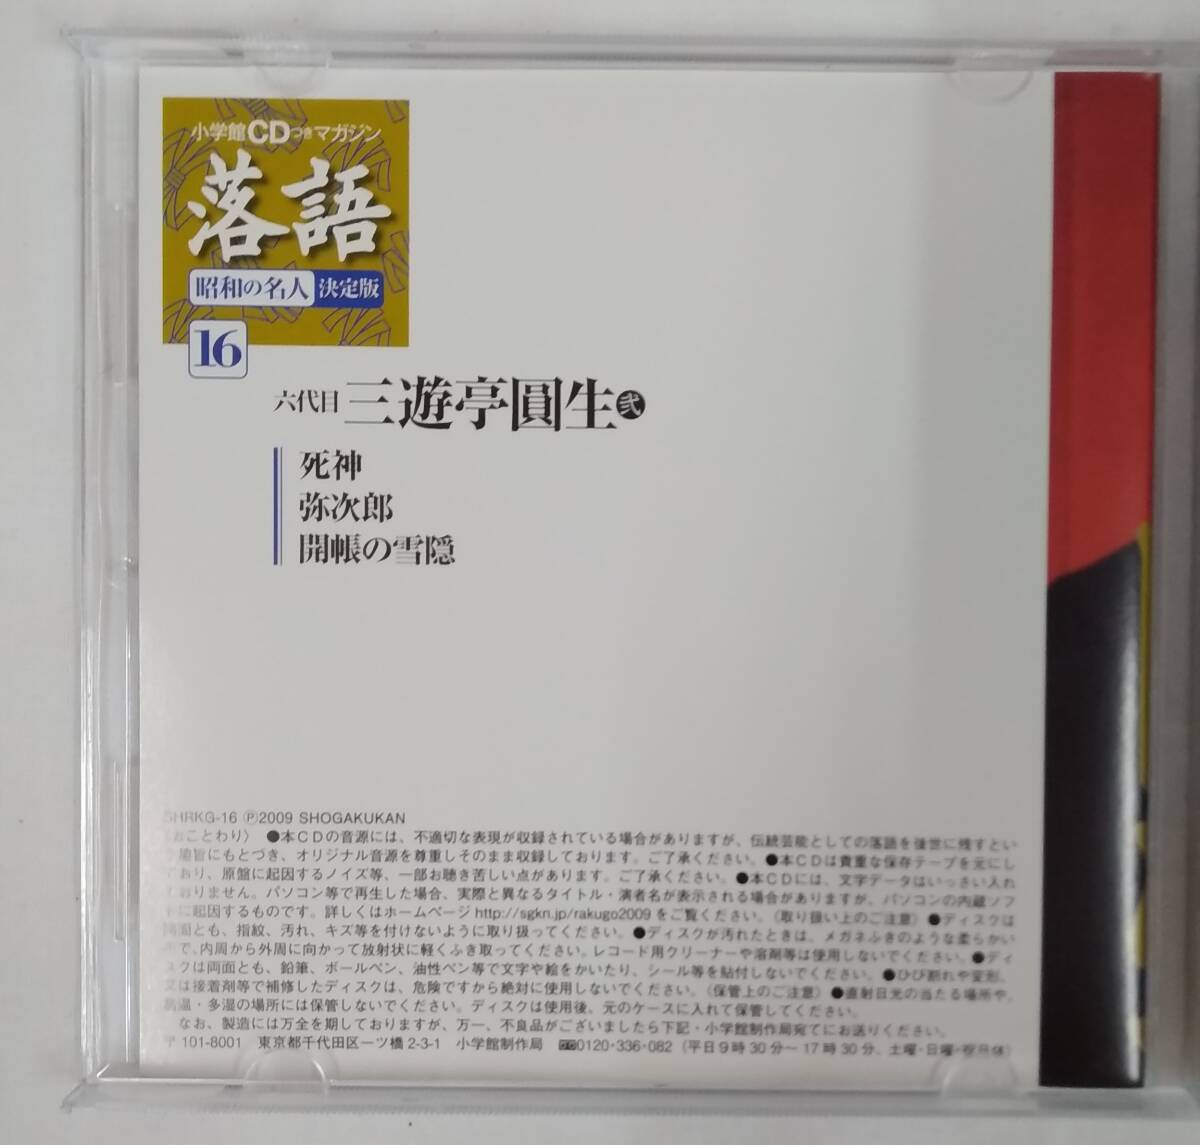 小学館CDつきマガジン
落語
昭和の名人 決定版
16
六代目 三遊亭圓生 弐
死神
弥次郎
開帳の雪隠
SHRKG-16 Ⓟ2009 SHOGAKUKAN
〈おことわり〉 ●本CDの音源には、不適切な表現が収録されている場合がありますが、伝統芸能としての落語を後世に残すとい
趣旨にもとづき、オリジナル音源を尊重しそのまま収録しております。ご了承ください。●本CDは貴重な保存テープを元にし
ており、原盤に起因するノイズ等、一部お聴き苦しい点があります。ご了承ください。●本CDには、文字データはいっさい入れ
ておりません。パソコン等で再生した場合、実際と異なるタイトル・演者名が表示される場合がありますが、パソコンの内蔵ソフ
トに起因するものです。詳しくはホームページhttp://sgkn.jp/rakugo2009をご覧ください。〈取り扱い上のご注意〉●ディスクは
両面とも、指紋、汚れ、キズ等を付けないように取り扱ってください。●ディスクが汚れたときは、メガネふきのような柔らかい
布で、内周から外周に向かって放射状に軽くふき取ってください。レコード用クリーナーや溶剤等は使用しないでください。●ディ
スクは両面とも、鉛筆、ボールペン、油性ペン等で文字や絵をかいたり、シール等を貼付しないでください。●ひび割れや変形、
又は接着剤等で補修したディスクは、危険ですから絶対に使用しないでください。〈保管上のご注意〉●直射日光の当たる場所や、
高温・多湿の場所には保管しないでください。ディスクは使用後、元のケースに入れて保管してください。
なお、製造には万全を期しておりますが、万一、不良品がございましたら下記・小学館制作局宛てにお送りください。
〒101-8001 東京都千代田区一ツ橋2-3-1 小学館制作局 0120-336-082（平日9時30分〜17時30分、土曜・日曜・祝日休）